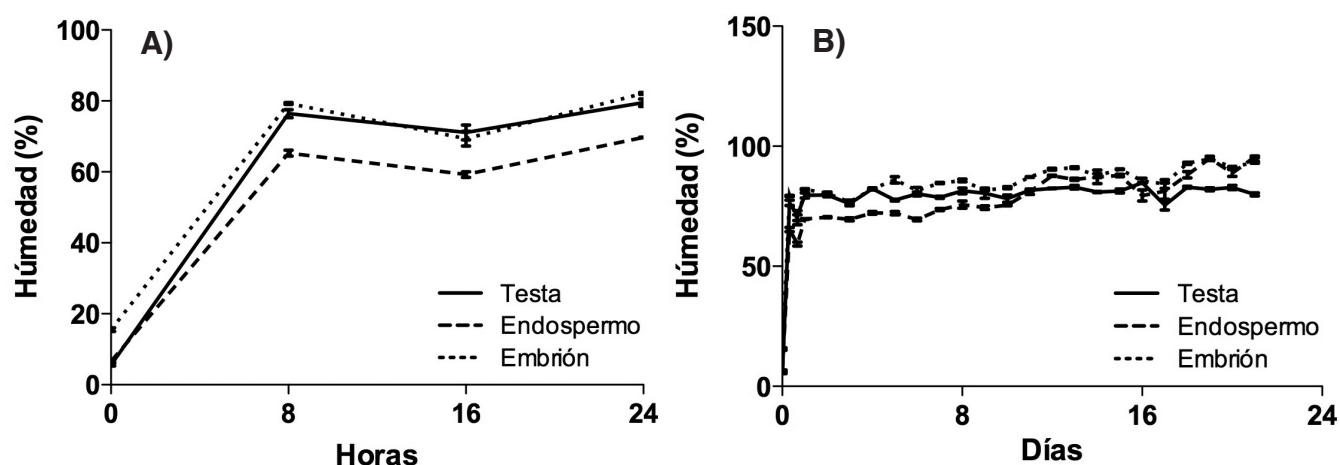 A)
Húmedad (%)
100
80
60
40
20
0
Testa
Endospermo
Embrión
0 8 16 24
Horas
B)
Húmedad (%)
150
100
50
0
Testa
Endospermo
Embrión
0 8 16 24
Días